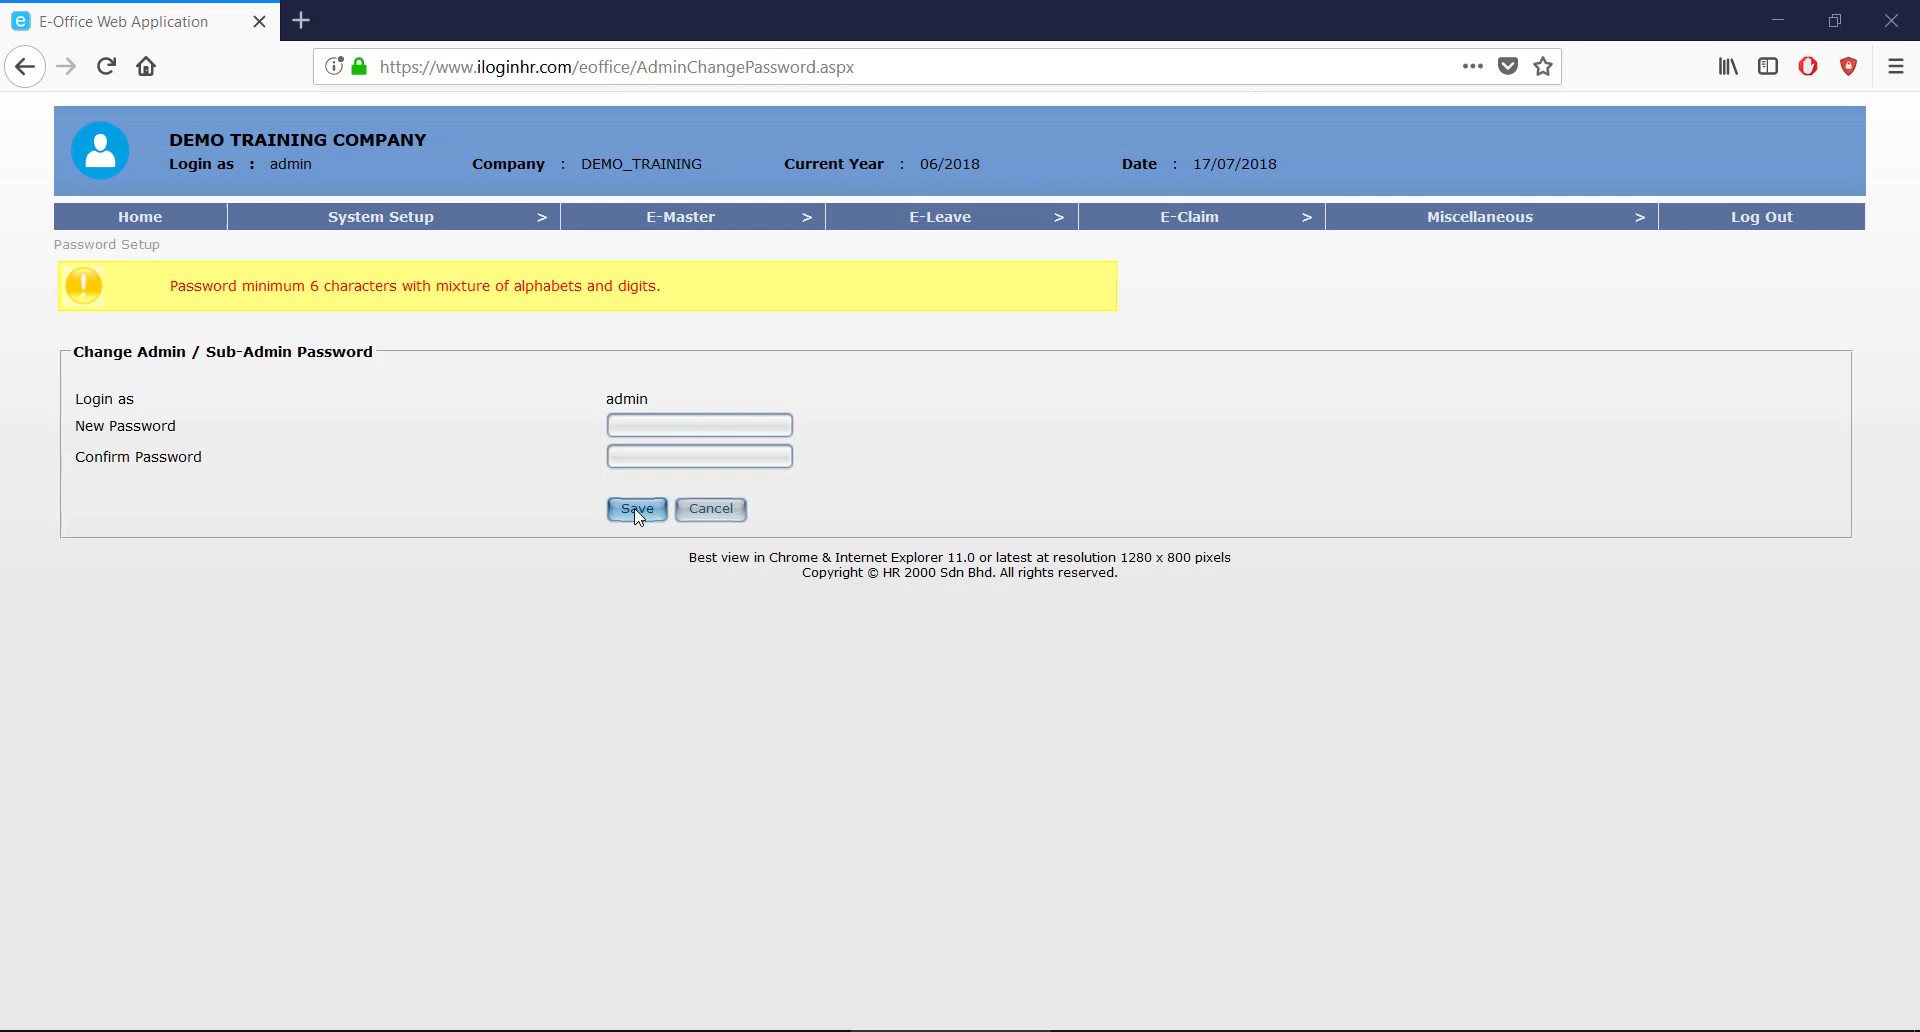 E-Office Web Application
https://www.iloginhr.com/eoffice/AdminChangePassword.aspx
DEMO TRAINING COMPANY
Login as : admin Company : DEMO_TRAINING Current Year : 06/2018 Date : 17/07/2018
Home System Setup > E-Master > E-Leave > E-Claim > Miscellaneous > Log Out
Password Setup
Password minimum 6 characters with mixture of alphabets and digits.
Change Admin / Sub-Admin Password
Login as admin
New Password
Confirm Password
Save Cancel
Best view in Chrome & Internet Explorer 11.0 or latest at resolution 1280 x 800 pixels
Copyright © HR 2000 Sdn Bhd. All rights reserved.